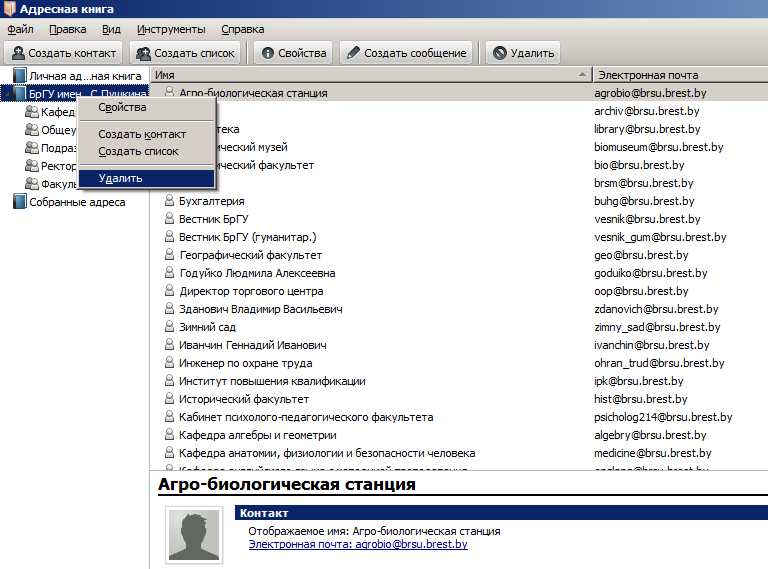 Адресная книга
Файл Правка Вид Инструменты Справка
Создать контакт Создать список Свойства Создать сообщение Удалить
Личная ад...ная книга
БрГУ имен... С.Пушкина
Кафед
Общеу
Подраз
Ректор
Факуль
Собранные адреса
Свойства
Создать контакт
Создать список
Удалить
Имя Электронная почта
Агро-биологическая станция agrobio@brsu.brest.by
archiv@brsu.brest.by
тека library@brsu.brest.by
еский музей biomuseum@brsu.brest.by
еский факультет bio@brsu.brest.by
brsm@brsu.brest.by
Бухгалтерия buhg@brsu.brest.by
Вестник БрГУ vesnik@brsu.brest.by
Вестник БрГУ (гуманитар.) vesnik_gum@brsu.brest.by
Географический факультет geo@brsu.brest.by
Годуйко Людмила Алексеевна goduiko@brsu.brest.by
Директор торгового центра oop@brsu.brest.by
Зданович Владимир Васильевич zdanovich@brsu.brest.by
Зимний сад zimny_sad@brsu.brest.by
Иванчин Геннадий Иванович ivanchin@brsu.brest.by
Инженер по охране труда ohran_trud@brsu.brest.by
Институт повышения квалификации ipk@brsu.brest.by
Исторический факультет hist@brsu.brest.by
Кабинет психолого-педагогического факультета psicholog214@brsu.brest.by
Кафедра алгебры и геометрии algebry@brsu.brest.by
Кафедра анатомии, физиологии и безопасности человека medicine@brsu.brest.by
Агро-биологическая станция
Контакт
Отображаемое имя: Агро-биологическая станция
Электронная почта: agrobio@brsu.brest.by